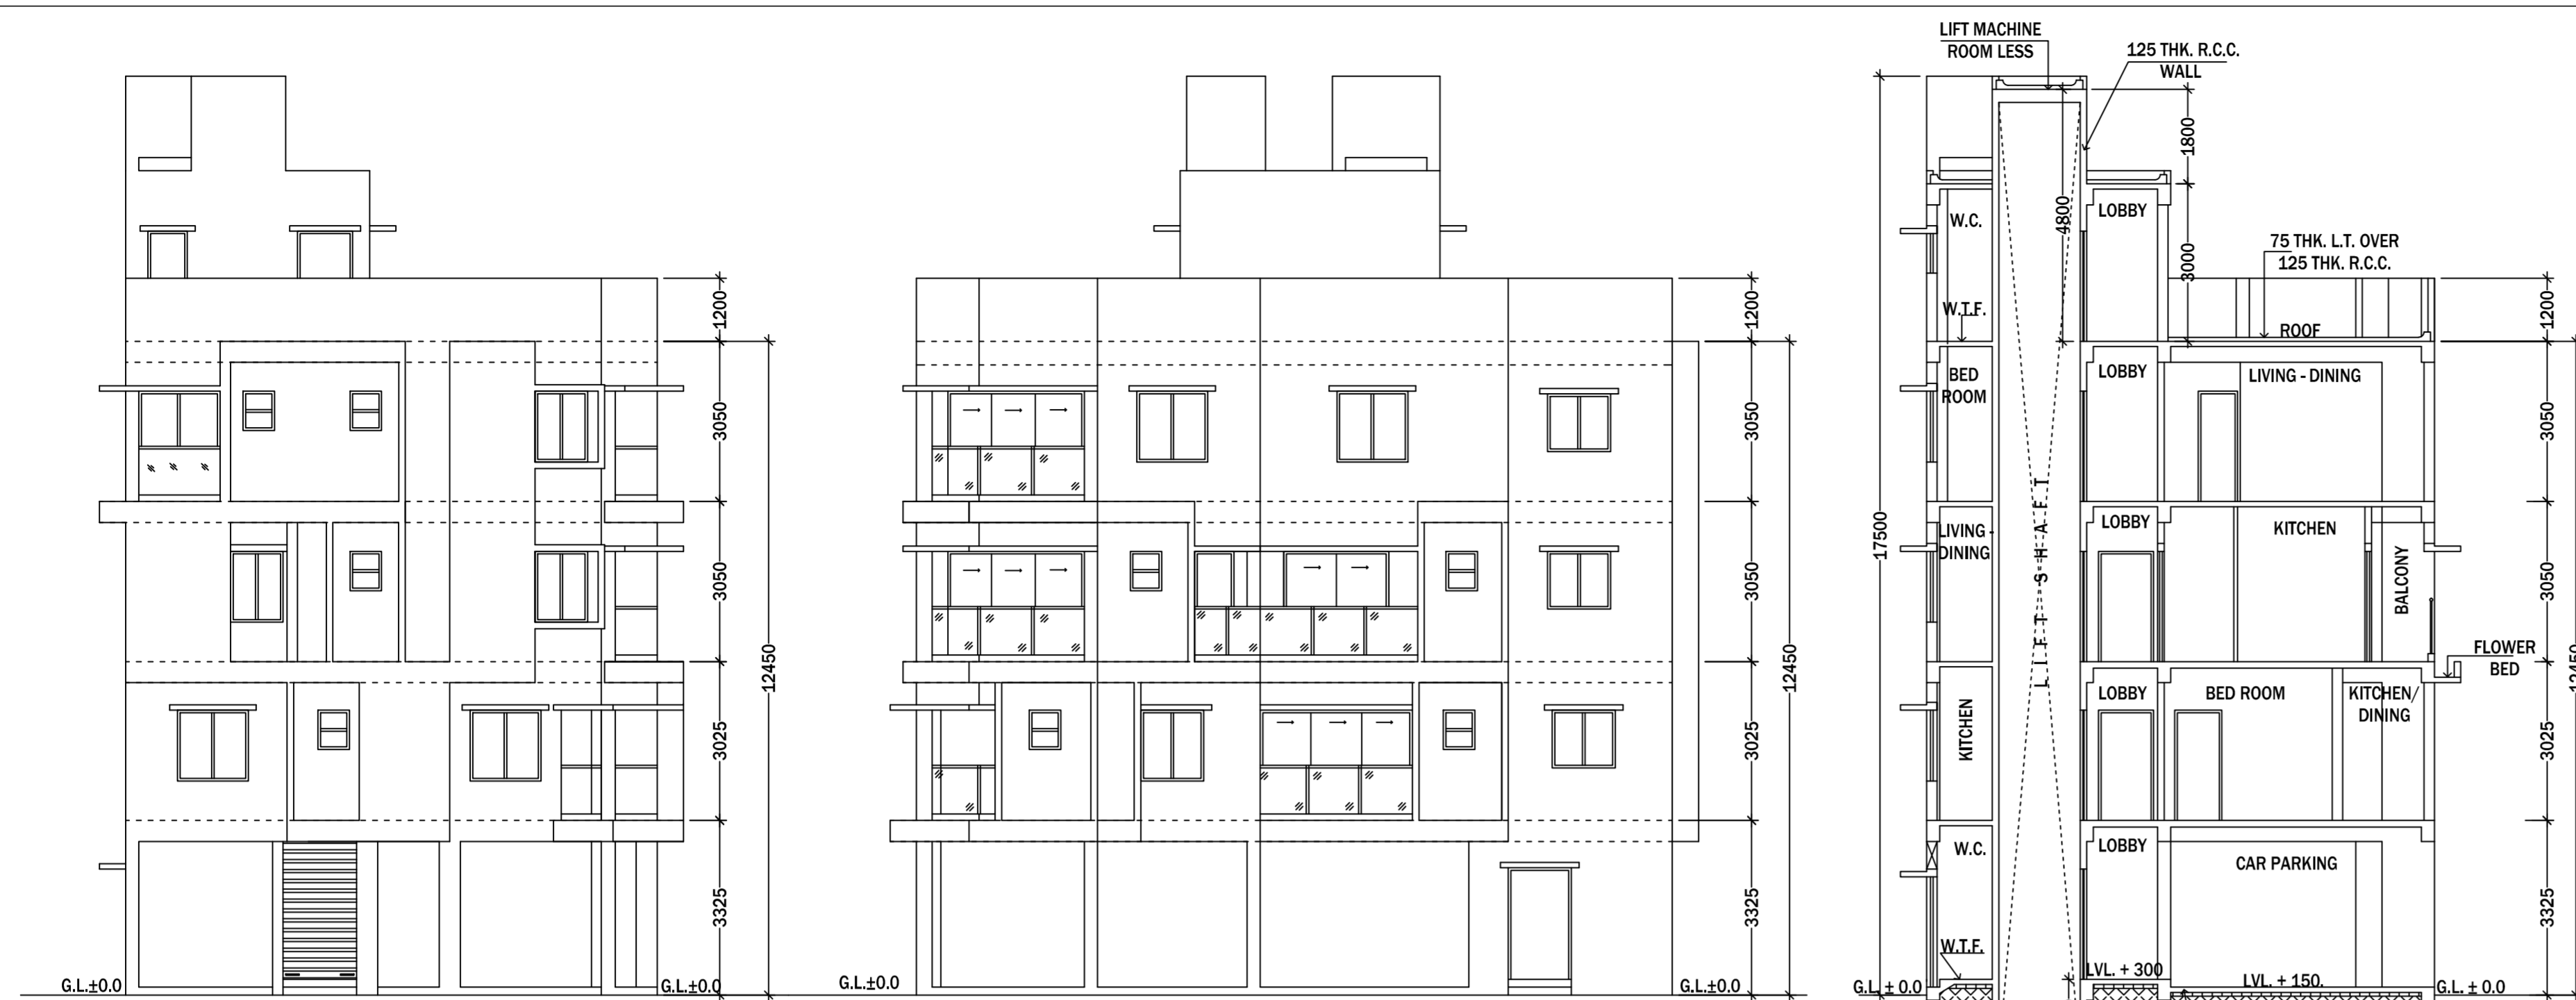 1200
3050
3050
3025
3325
12450
G.L.±0.0
G.L.±0.0
1200
3050
3050
3025
3325
12450
G.L.±0.0
G.L.±0.0
LIFT MACHINE
ROOM LESS
125 THK. R.C.C.
WALL
17500
1800
4800
3000
W.C.
LOBBY
75 THK. L.T. OVER
125 THK. R.C.C.
W.T.F.
ROOF
1200
BED
ROOM
LOBBY
LIVING - DINING
3050
LIVING -
DINING
LIFT SHAFT
LOBBY
KITCHEN
BALCONY
3050
FLOWER
BED
12450
KITCHEN
LOBBY
BED ROOM
KITCHEN/
DINING
3025
W.C.
LOBBY
CAR PARKING
3325
W.T.F.
LVL. + 300
LVL. + 150.
G.L. ± 0.0
G.L. ± 0.0